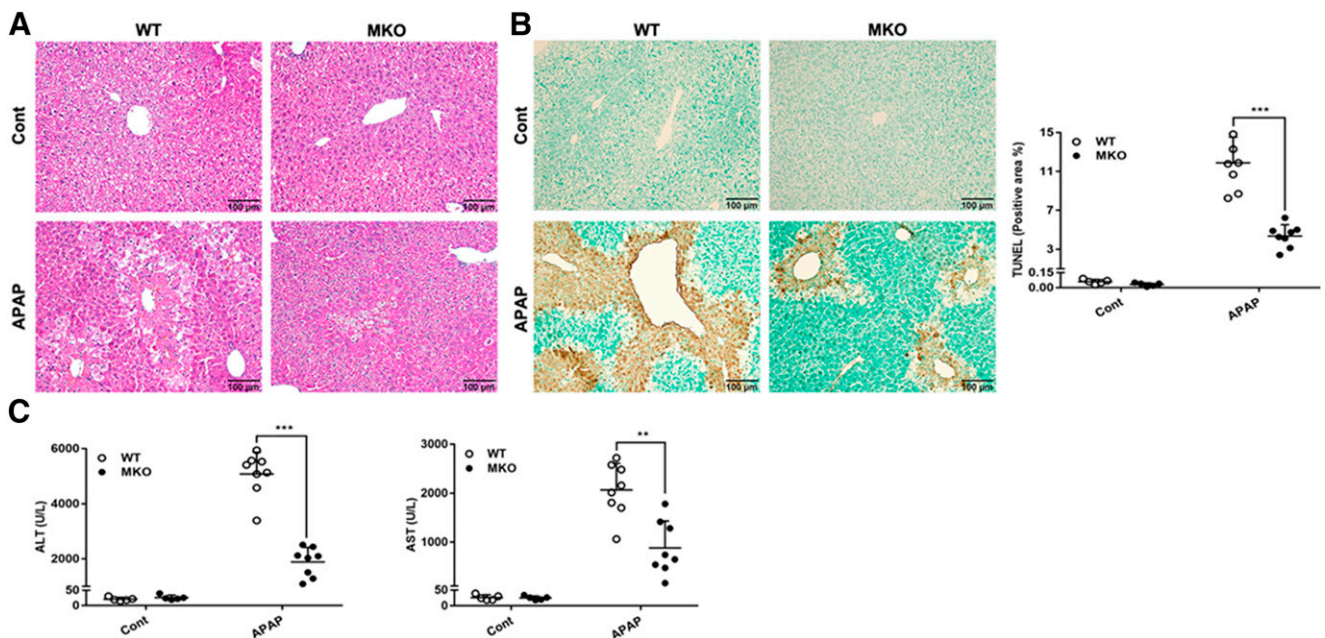 A
WT
MKO
Cont
APAP
100 µm
100 µm
100 µm
100 µm
B
WT
MKO
Cont
APAP
100 µm
100 µm
100 µm
100 µm
TUNEL (Positive area %)
15
11
7
3
0.15
0.00
WT
MKO
***
Cont
APAP
C
ALT (U/L)
6000
4000
2000
50
0
WT
MKO
***
Cont
APAP
AST (U/L)
3000
2000
1000
50
0
WT
MKO
**
Cont
APAP